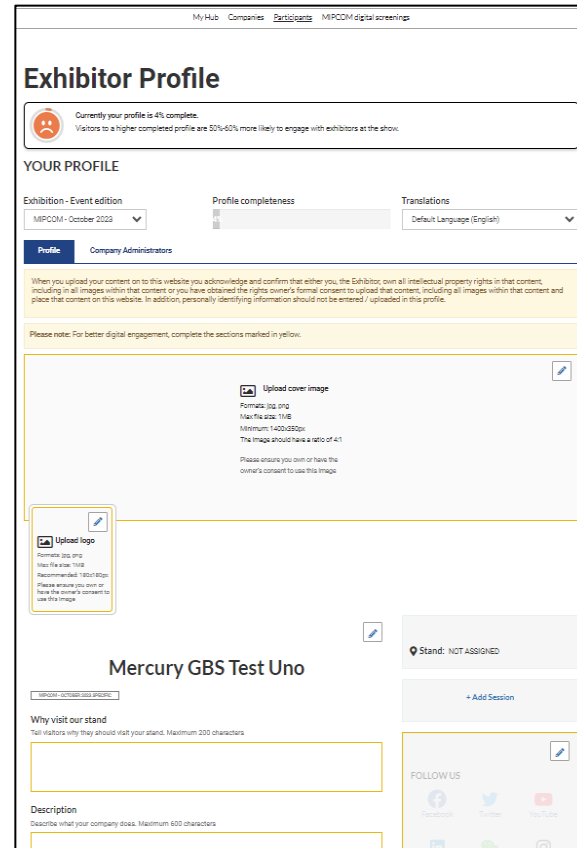 My Hub Companies Participants MIPCOM digital screenings
Exhibitor Profile
Currently your profile is 4% complete.
Visitors to a higher completed profile are 50%-60% more likely to engage with exhibitors at the show.
YOUR PROFILE
Exhibition - Event edition Profile completeness Translations
MIPCOM - October 2023 4% Default Language (English)
Profile Company Administrators
When you upload your content on to this website you acknowledge and confirm that either you, the Exhibitor, own all intellectual property rights in that content,
including in all images within that content or you have obtained the rights owner's formal consent to upload that content, including all images within that content and
place that content on this website. In addition, personally identifying information should not be entered / uploaded in this profile.
Please note: For better digital engagement, complete the sections marked in yellow.
Upload cover image
Formats: jpg, png
Max file size: 1MB
Minimum: 1400x350px
The image should have a ratio of 4:1
Please ensure you own or have the
owner's consent to use this image
Upload logo
Formats: jpg, png
Max file size: 1MB
Recommended: 180x180px
Please ensure you own or
have the owner's consent to
use this image
Stand: NOT ASSIGNED
Mercury GBS Test Uno
MIPCOM - OCTOBER 2023 SPECIFIC
+ Add Session
Why visit our stand
Tell visitors why they should visit your stand. Maximum 200 characters
FOLLOW US
Facebook Twitter YouTube
Description
Describe what your company does. Maximum 600 characters